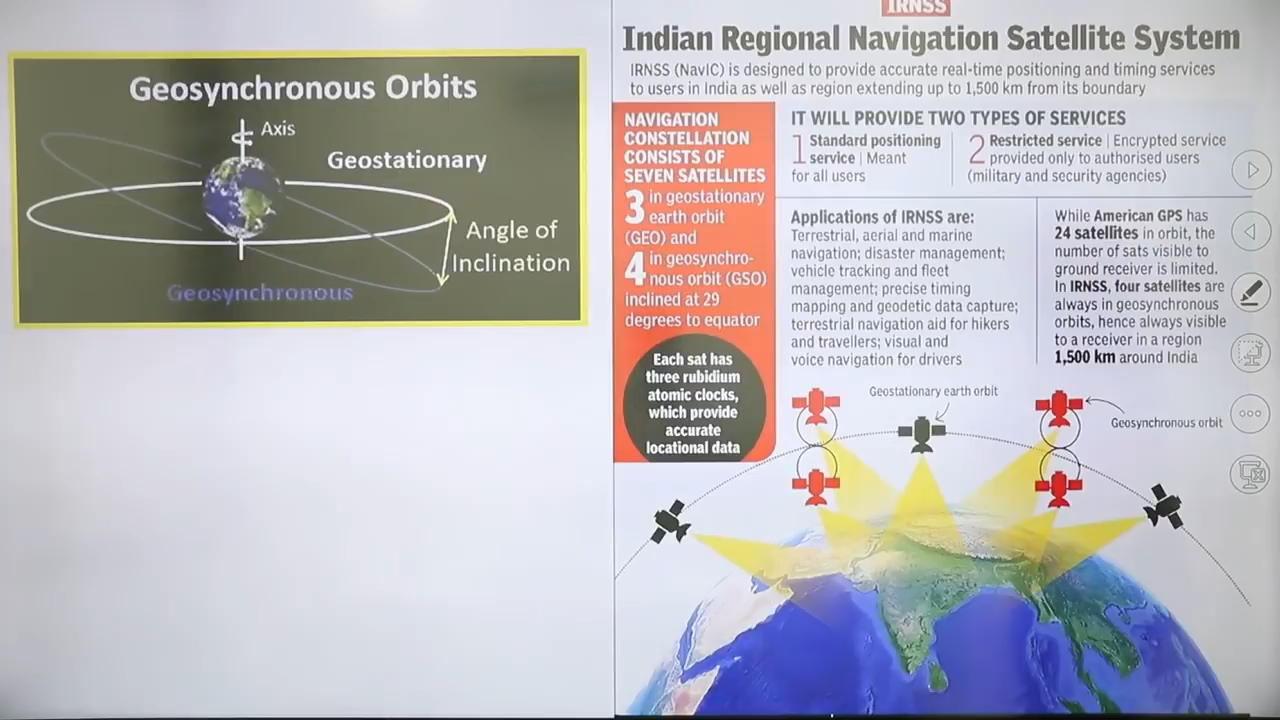 Geosynchronous Orbits
Axis
Geostationary
Angle of
Inclination
Geosynchronous
IRNSS
Indian Regional Navigation Satellite System
IRNSS (NavIC) is designed to provide accurate real-time positioning and timing services
to users in India as well as region extending up to 1,500 km from its boundary
NAVIGATION
CONSTELLATION
CONSISTS OF
SEVEN SATELLITES
3 in geostationary
earth orbit
(GEO) and
4 in geosynchro-
nous orbit (GSO)
inclined at 29
degrees to equator
Each sat has
three rubidium
atomic clocks,
which provide
accurate
locational data
IT WILL PROVIDE TWO TYPES OF SERVICES
1 Standard positioning
service | Meant
for all users
2 Restricted service | Encrypted service
provided only to authorised users
(military and security agencies)
Applications of IRNSS are:
Terrestrial, aerial and marine
navigation; disaster management;
vehicle tracking and fleet
management; precise timing
mapping and geodetic data capture;
terrestrial navigation aid for hikers
and travellers; visual and
voice navigation for drivers
While American GPS has
24 satellites in orbit, the
number of sats visible to
ground receiver is limited.
In IRNSS, four satellites are
always in geosynchronous
orbits, hence always visible
to a receiver in a region
1,500 km around India
Geostationary earth orbit
Geosynchronous orbit